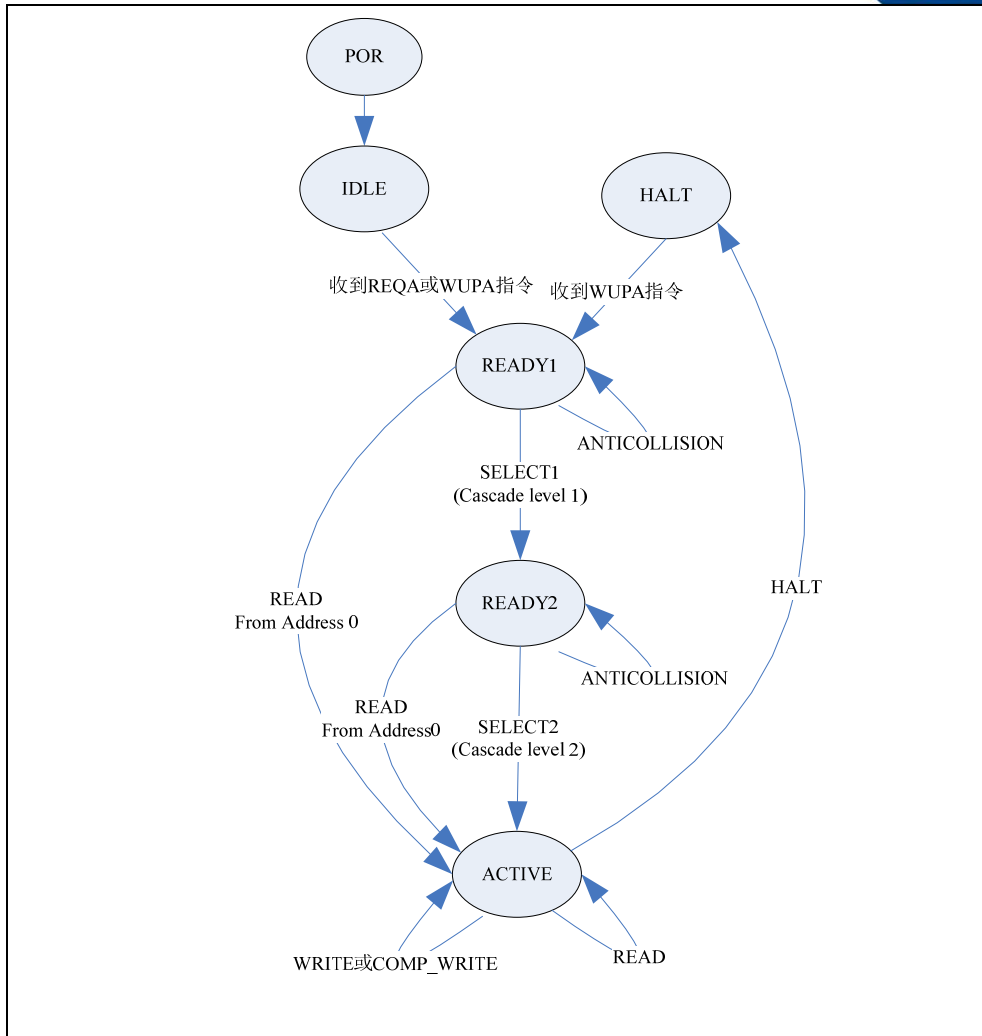 POR
IDLE
HALT
收到REQA或WUPA指令
收到WUPA指令
READY1
ANTICOLLISION
SELECT1
(Cascade level 1)
READ
From Address 0
READY2
HALT
ANTICOLLISION
READ
From Address0
SELECT2
(Cascade level 2)
ACTIVE
WRITE或COMP_WRITE
READ